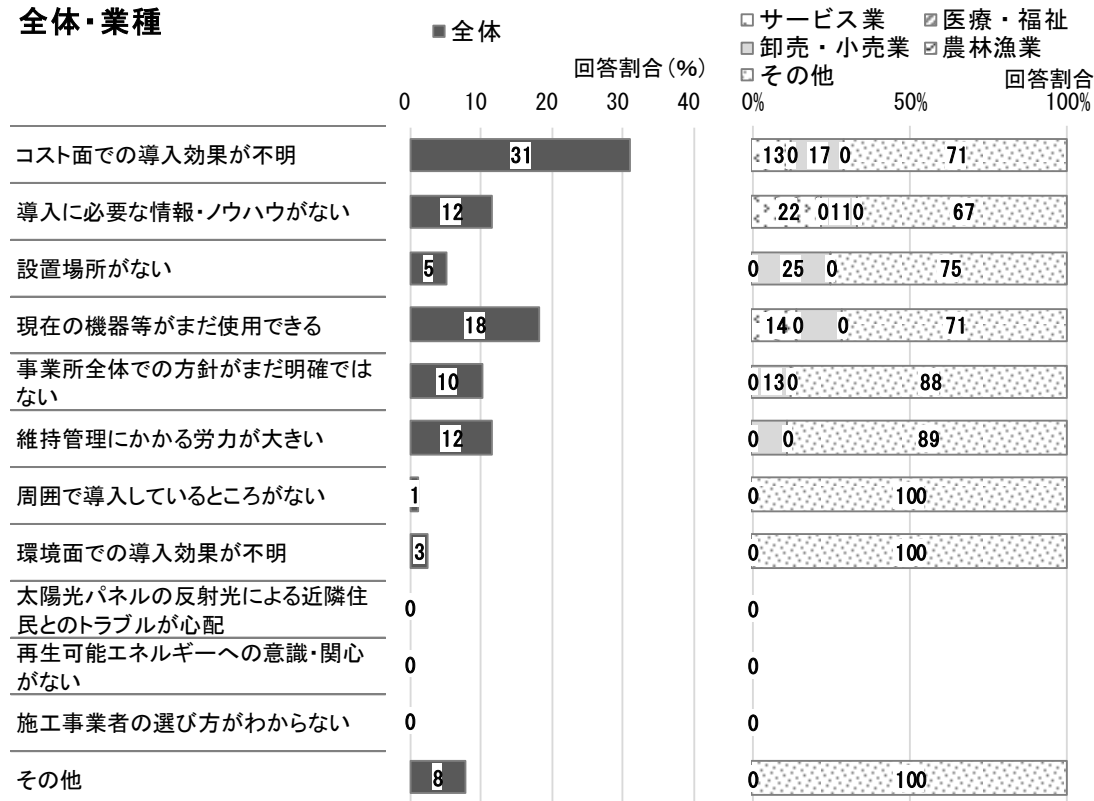 全体・業種
■全体
サービス業 医療・福祉
卸売・小売業 農林漁業
その他
回答割合(%)
回答割合
0 10 20 30 40
0% 50% 100%
コスト面での導入効果が不明 31 13 0 17 0 71
導入に必要な情報・ノウハウがない 12 22 0 11 0 67
設置場所がない 5 0 25 0 75
現在の機器等がまだ使用できる 18 14 0 0 71
事業所全体での方針がまだ明確では
ない 10 0 13 0 88
維持管理にかかる労力が大きい 12 0 0 89
周囲で導入しているところがない 1 0 100
環境面での導入効果が不明 3 0 100
太陽光パネルの反射光による近隣住
民とのトラブルが心配 0 0
再生可能エネルギーへの意識・関心
がない 0 0
施工事業者の選び方がわからない 0 0
その他 8 0 100